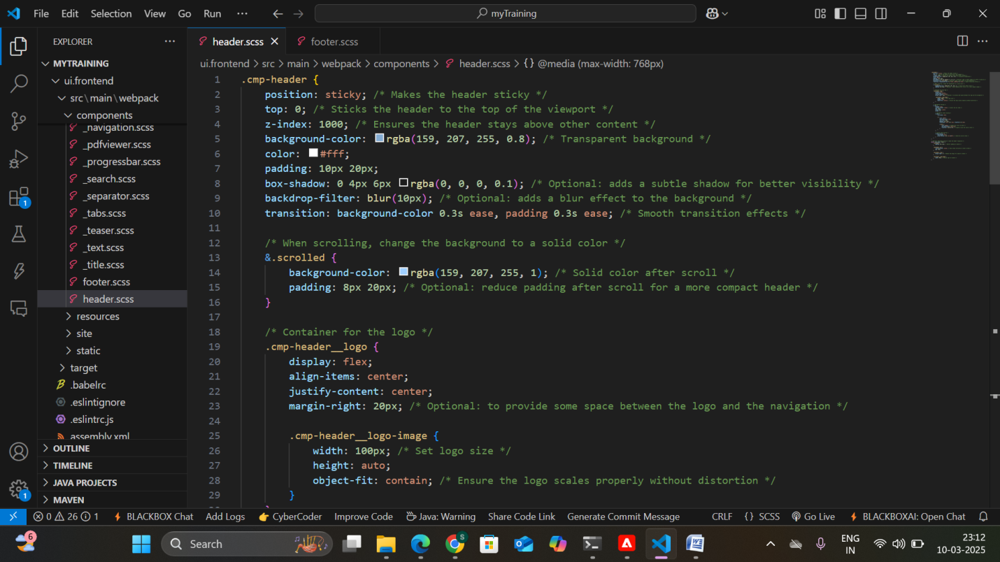 File Edit Selection View Go Run ··· myTraining
EXPLORER ···
MYTRAINING
ui.frontend
src\main\webpack
components
_navigation.scss
_pdfviewer.scss
_progressbar.scss
_search.scss
_separator.scss
_tabs.scss
_teaser.scss
_text.scss
_title.scss
footer.scss
header.scss
resources
site
static
target
.babelrc
.eslintignore
.eslintrc.js
assembly.xml
OUTLINE
TIMELINE
JAVA PROJECTS
MAVEN
1
1
header.scss footer.scss
ui.frontend > src > main > webpack > components > header.scss > {} @media (max-width: 768px)
1 .cmp-header {
2 position: sticky; /* Makes the header sticky */
3 top: 0; /* Sticks the header to the top of the viewport */
4 z-index: 1000; /* Ensures the header stays above other content */
5 background-color: rgba(159, 207, 255, 0.8); /* Transparent background */
6 color: #fff;
7 padding: 10px 20px;
8 box-shadow: 0 4px 6px rgba(0, 0, 0, 0.1); /* Optional: adds a subtle shadow for better visibility */
9 backdrop-filter: blur(10px); /* Optional: adds a blur effect to the background */
10 transition: background-color 0.3s ease, padding 0.3s ease; /* Smooth transition effects */
11
12 /* When scrolling, change the background to a solid color */
13 &.scrolled {
14 background-color: rgba(159, 207, 255, 1); /* Solid color after scroll */
15 padding: 8px 20px; /* Optional: reduce padding after scroll for a more compact header */
16 }
17
18 /* Container for the logo */
19 .cmp-header__logo {
20 display: flex;
21 align-items: center;
22 justify-content: center;
23 margin-right: 20px; /* Optional: to provide some space between the logo and the navigation */
24
25 .cmp-header__logo-image {
26 width: 100px; /* Set logo size */
27 height: auto;
28 object-fit: contain; /* Ensure the logo scales properly without distortion */
29 }
0 26 1 BLACKBOX Chat Add Logs CyberCoder Improve Code Java: Warning Share Code Link Generate Commit Message CRLF {} SCSS Go Live BLACKBOXAI: Open Chat
6 Search S ENG 23:12
IN 10-03-2025